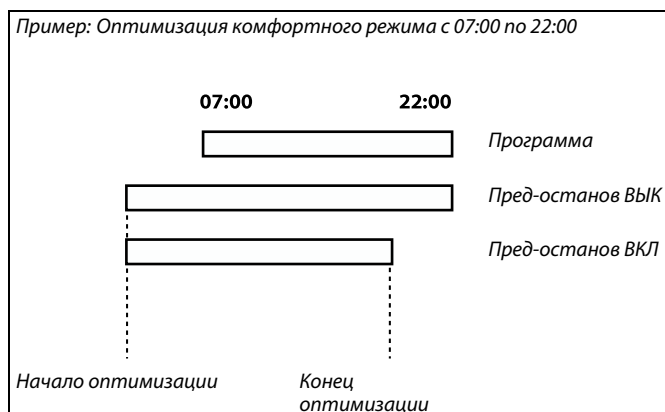 Пример: Оптимизация комфортного режима с 07:00 по 22:00
07:00 22:00
Программа
Пред-останов ВЫК
Пред-останов ВКЛ
Начало оптимизации Конец
оптимизации